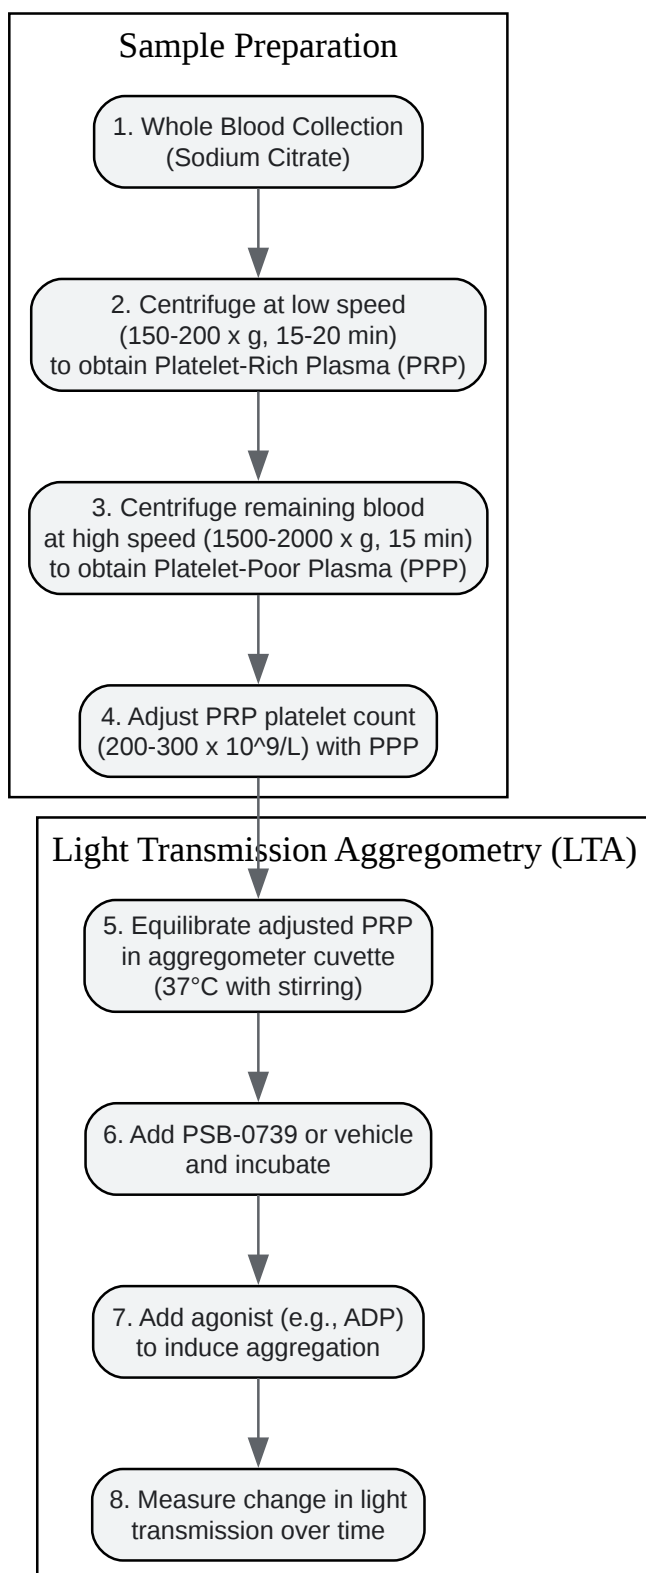 Sample Preparation
1. Whole Blood Collection
(Sodium Citrate)
2. Centrifuge at low speed
(150-200 x g, 15-20 min)
to obtain Platelet-Rich Plasma (PRP)
3. Centrifuge remaining blood
at high speed (1500-2000 x g, 15 min)
to obtain Platelet-Poor Plasma (PPP)
4. Adjust PRP platelet count
(200-300 x 10^9/L) with PPP
Light Transmission Aggregometry (LTA)
5. Equilibrate adjusted PRP
in aggregometer cuvette
(37°C with stirring)
6. Add PSB-0739 or vehicle
and incubate
7. Add agonist (e.g., ADP)
to induce aggregation
8. Measure change in light
transmission over time